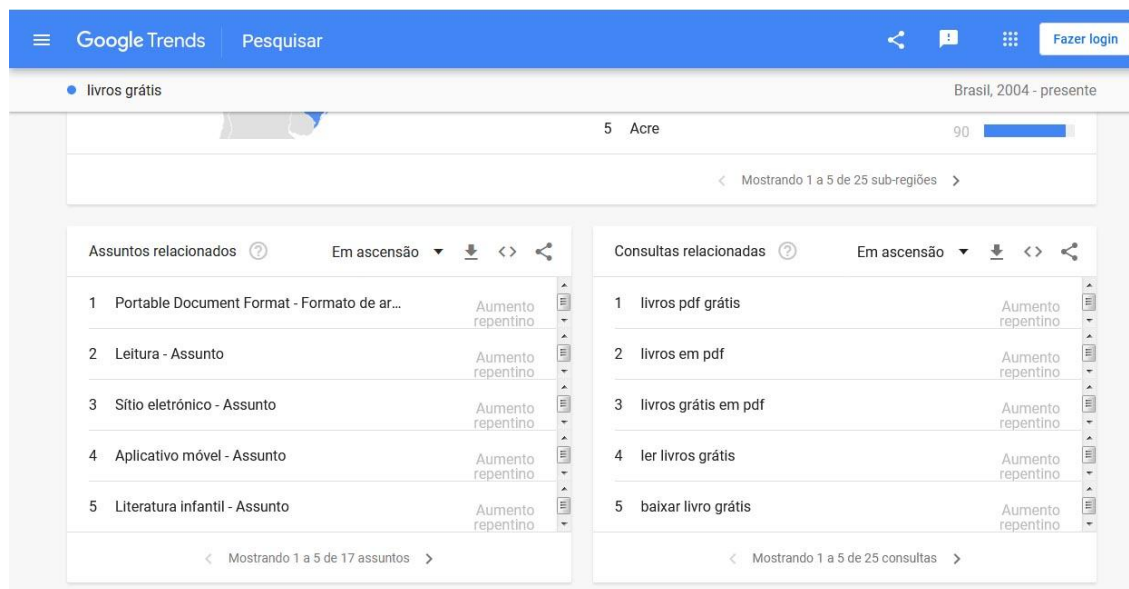 Google Trends Pesquisar Fazer login
livros grátis Brasil, 2004 - presente
5 Acre 90
Mostrando 1 a 5 de 25 sub-regiões
Assuntos relacionados Em ascensão
1 Portable Document Format - Formato de ar... Aumento repentino
2 Leitura - Assunto Aumento repentino
3 Sítio eletrónico - Assunto Aumento repentino
4 Aplicativo móvel - Assunto Aumento repentino
5 Literatura infantil - Assunto Aumento repentino
Mostrando 1 a 5 de 17 assuntos
Consultas relacionadas Em ascensão
1 livros pdf grátis Aumento repentino
2 livros em pdf Aumento repentino
3 livros grátis em pdf Aumento repentino
4 ler livros grátis Aumento repentino
5 baixar livro grátis Aumento repentino
Mostrando 1 a 5 de 25 consultas